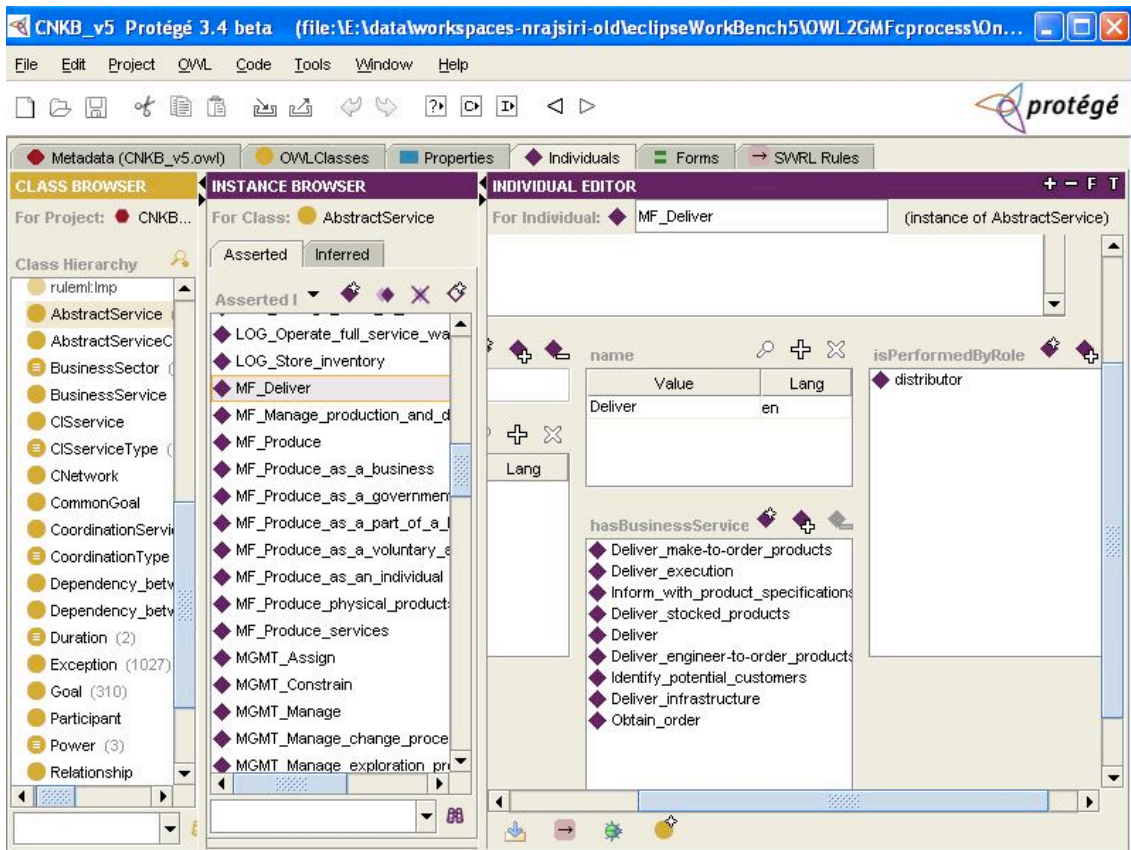 CNKB_v5 Protégé 3.4 beta (file:\E:\data\workspaces-nrajsiri-old\eclipseWorkBench5\OWL2GMFcprocess\On...
File Edit Project OWL Code Tools Window Help
protégé
Metadata (CNKB_v5.owl) OWLClasses Properties Individuals Forms SWRL Rules
CLASS BROWSER
For Project: CNKB...
Class Hierarchy
ruleml:Imp
AbstractService
AbstractServiceC
BusinessSector
BusinessService
CISservice
CISserviceType
CNetwork
CommonGoal
CoordinationServi
CoordinationType
Dependency_betw
Dependency_betw
Duration (2)
Exception (1027)
Goal (310)
Participant
Power (3)
Relationship
INSTANCE BROWSER
For Class: AbstractService
Asserted Inferred
Asserted I
LOG_Operate_full_service_wa
LOG_Store_inventory
MF_Deliver
MF_Manage_production_and_d
MF_Produce
MF_Produce_as_a_business
MF_Produce_as_a_governmen
MF_Produce_as_a_part_of_a_
MF_Produce_as_a_voluntary_a
MF_Produce_as_an_individual
MF_Produce_physical_product
MF_Produce_services
MGMT_Assign
MGMT_Constrain
MGMT_Manage
MGMT_Manage_change_proce
MGMT_Manage_exploration_pr
INDIVIDUAL EDITOR + − F T
For Individual: MF_Deliver (instance of AbstractService)
Lang
name
Value Lang
Deliver en
hasBusinessService
Deliver_make-to-order_products
Deliver_execution
Inform_with_product_specifications
Deliver_stocked_products
Deliver
Deliver_engineer-to-order_products
Identify_potential_customers
Deliver_infrastructure
Obtain_order
isPerformedByRole
distributor